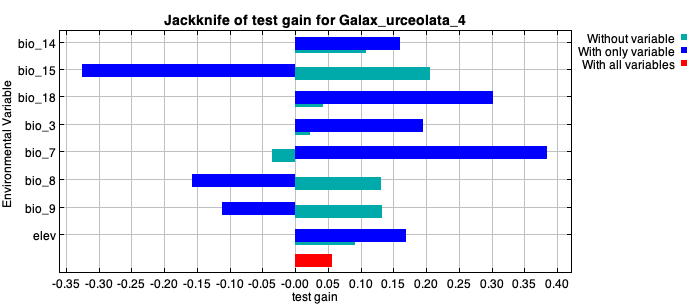 Jackknife of test gain for Galax_urceolata_4
Without variable
With only variable
With all variables
Environmental Variable
bio_14
bio_15
bio_18
bio_3
bio_7
bio_8
bio_9
elev
-0.35 -0.30 -0.25 -0.20 -0.15 -0.10 -0.05 -0.00 0.05 0.10 0.15 0.20 0.25 0.30 0.35 0.40
test gain